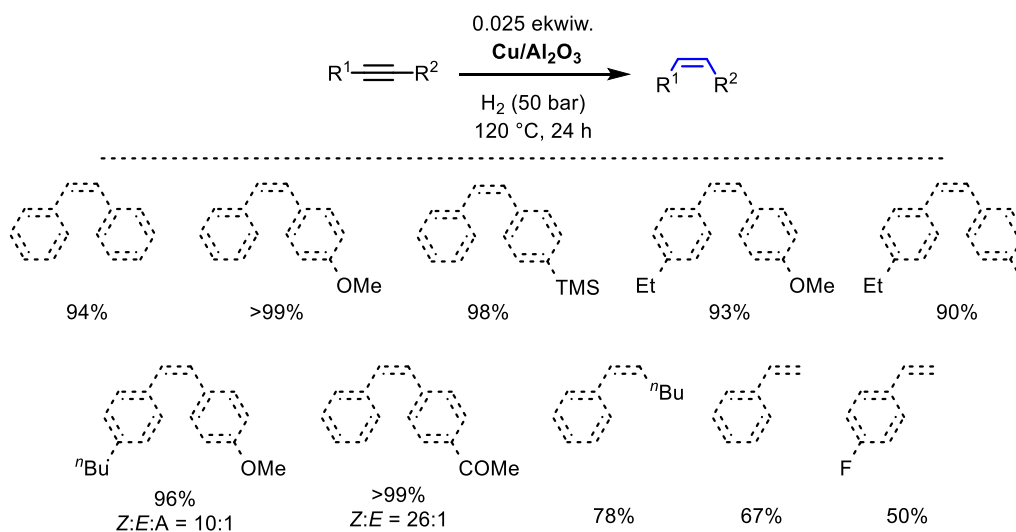 0.025 ekwiw.
Cu/Al₂O₃
R¹ R²
R¹ R²
H₂ (50 bar)
120 °C, 24 h
OMe
TMS
Et
OMe
Et
94%
>99%
98%
93%
90%
ⁿBu
ⁿBu
OMe
COMe
F
96%
Z:E:A = 10:1
>99%
Z:E = 26:1
78%
67%
50%